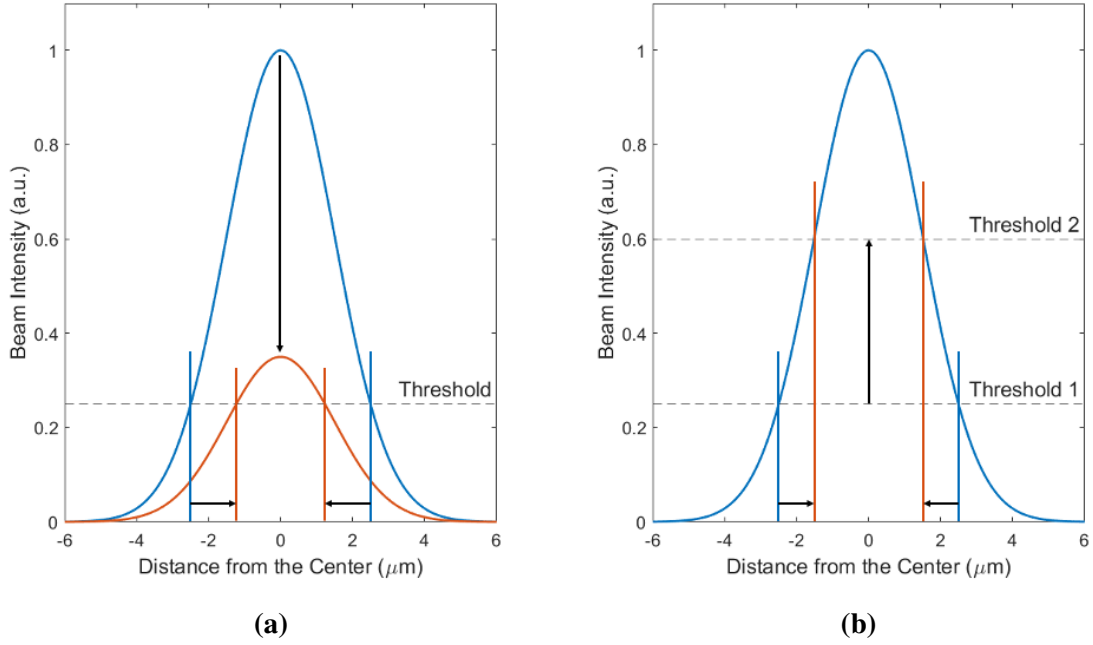 1
0.8
0.6
0.4
0.2
0
Beam Intensity (a.u.)
Threshold
-6 -4 -2 0 2 4 6
Distance from the Center (μm)
(a)
1
0.8
0.6
0.4
0.2
0
Beam Intensity (a.u.)
Threshold 2
Threshold 1
-6 -4 -2 0 2 4 6
Distance from the Center (μm)
(b)